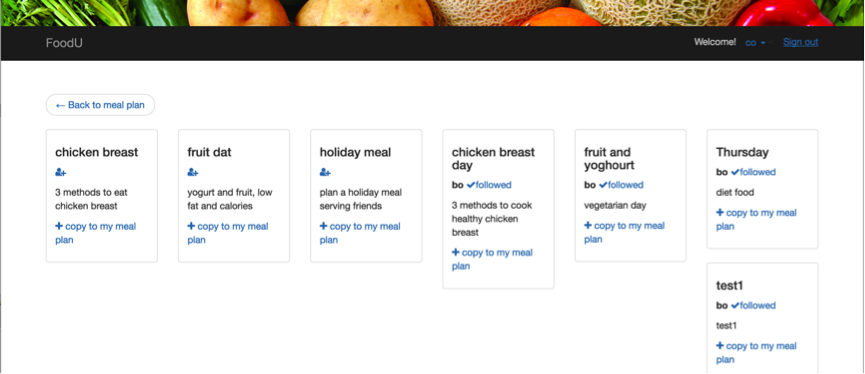 FoodU
Welcome! co Sign out
← Back to meal plan
chicken breast
3 methods to eat
chicken breast
+ copy to my meal
plan
fruit dat
yogurt and fruit, low
fat and calories
+ copy to my meal
plan
holiday meal
plan a holiday meal
serving friends
+ copy to my meal
plan
chicken breast
day
bo ✔followed
3 methods to cook
healthy chicken
breast
+ copy to my meal
plan
fruit and
yoghourt
bo ✔followed
vegetarian day
+ copy to my meal
plan
Thursday
bo ✔followed
diet food
+ copy to my meal
plan
test1
bo ✔followed
test1
+ copy to my meal
plan